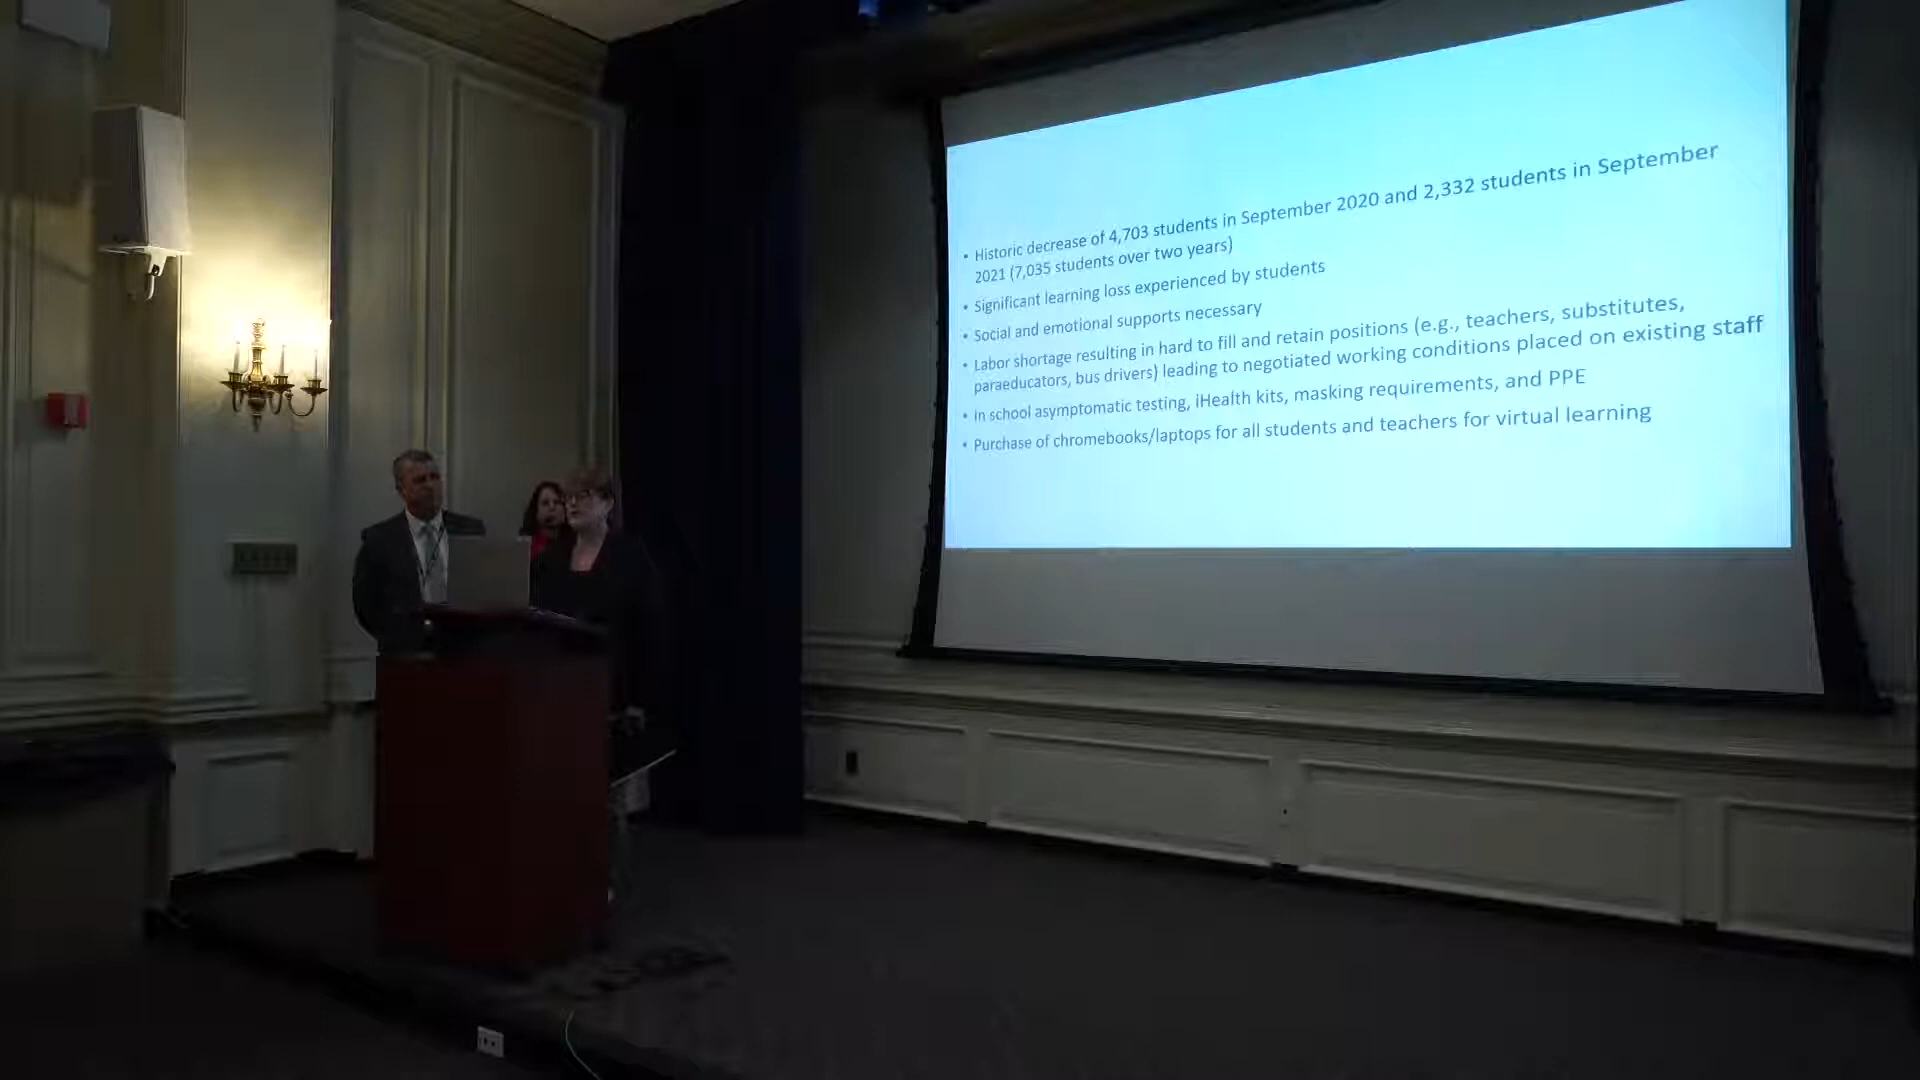 • Historic decrease of 4,703 students in September 2020 and 2,332 students in September
2021 (7,035 students over two years)
• Significant learning loss experienced by students
• Social and emotional supports necessary
• Labor shortage resulting in hard to fill and retain positions (e.g., teachers, substitutes,
paraeducators, bus drivers) leading to negotiated working conditions placed on existing staff
• In school asymptomatic testing, iHealth kits, masking requirements, and PPE
• Purchase of chromebooks/laptops for all students and teachers for virtual learning